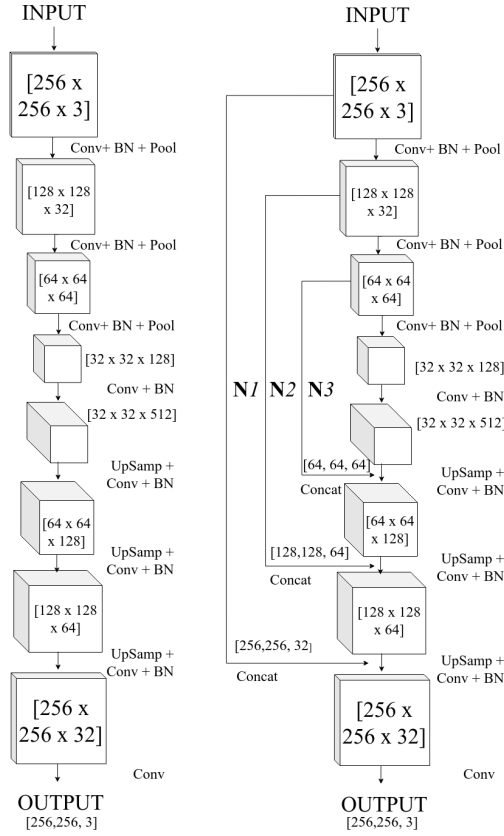 INPUT
[256 x
256 x 3]
Conv+ BN + Pool
[128 x 128
x 32]
Conv+ BN + Pool
[64 x 64
x 64]
Conv+ BN + Pool
[32 x 32 x 128]
Conv + BN
[32 x 32 x 512]
UpSamp +
Conv + BN
[64 x 64
x 128]
UpSamp +
Conv + BN
[128 x 128
x 64]
UpSamp +
Conv + BN
[256 x
256 x 32]
Conv
OUTPUT
[256,256, 3]
INPUT
[256 x
256 x 3]
Conv+ BN + Pool
[128 x 128
x 32]
Conv+ BN + Pool
[64 x 64
x 64]
Conv+ BN + Pool
[32 x 32 x 128]
N1 N2 N3
Conv + BN
[32 x 32 x 512]
[64, 64, 64]
Concat
UpSamp +
Conv + BN
[64 x 64
x 128]
[128,128, 64]
Concat
UpSamp +
Conv + BN
[128 x 128
x 64]
[256,256, 32]
Concat
UpSamp +
Conv + BN
[256 x
256 x 32]
Conv
OUTPUT
[256,256, 3]